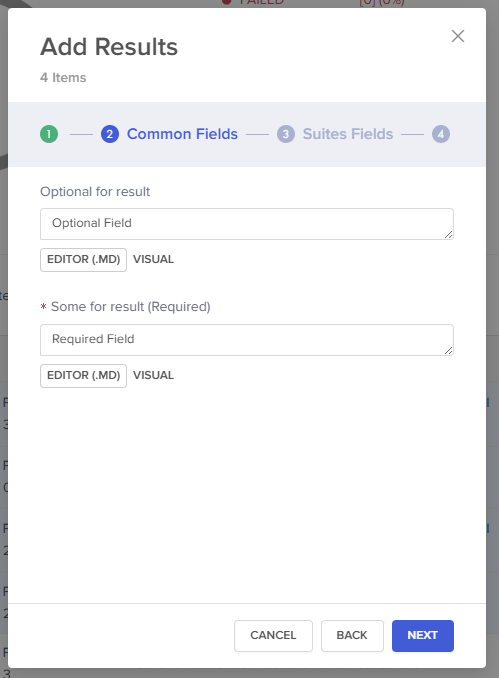 FAILED
[0] (0%)
Add Results
4 Items
1
2 Common Fields
3 Suites Fields
4
Optional for result
Optional Field
EDITOR (.MD) VISUAL
* Some for result (Required)
Required Field
EDITOR (.MD) VISUAL
CANCEL BACK NEXT